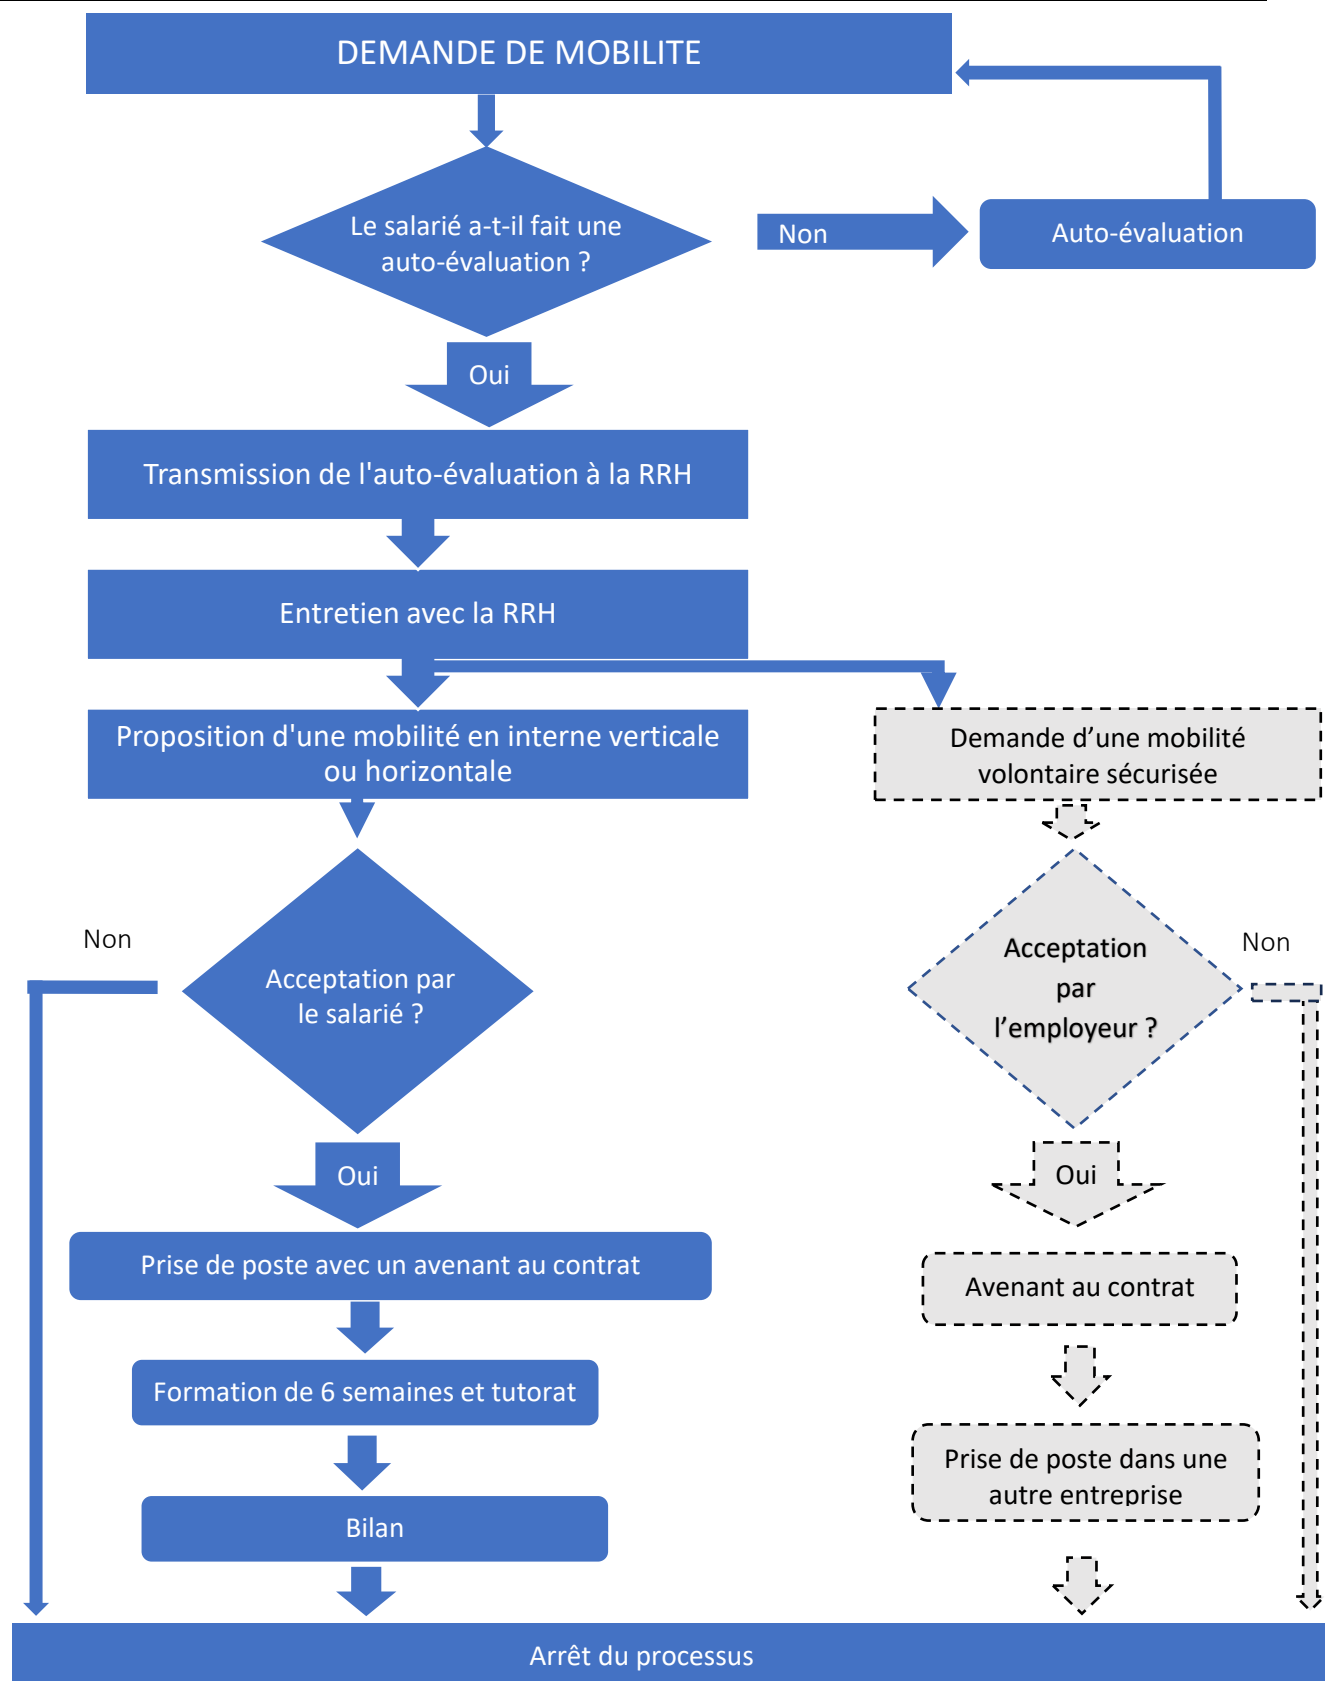 DEMANDE DE MOBILITE
Le salarié a-t-il fait une
auto-évaluation ?
Non
Auto-évaluation
Oui
Transmission de l'auto-évaluation à la RRH
Entretien avec la RRH
Proposition d'une mobilité en interne verticale
ou horizontale
Demande d’une mobilité
volontaire sécurisée
Non
Acceptation par
le salarié ?
Acceptation
par
l’employeur ?
Non
Oui
Oui
Prise de poste avec un avenant au contrat
Avenant au contrat
Formation de 6 semaines et tutorat
Prise de poste dans une
autre entreprise
Bilan
Arrêt du processus